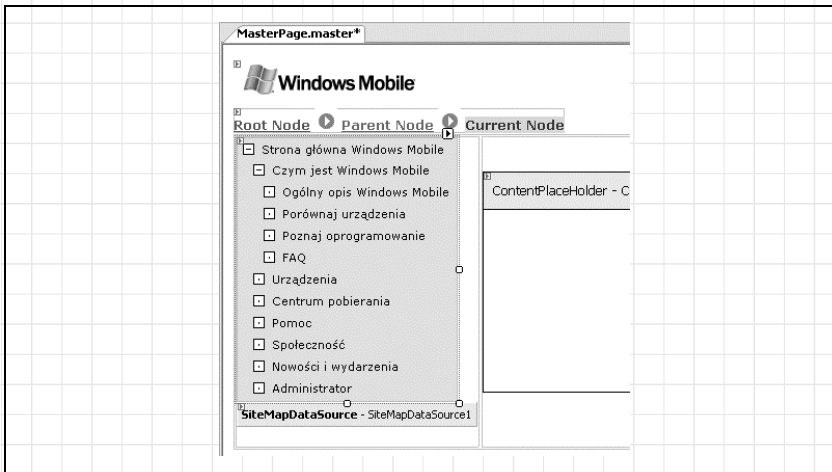 MasterPage.master*
Windows Mobile
Root Node Parent Node Current Node
Strona główna Windows Mobile
Czym jest Windows Mobile
Ogólny opis Windows Mobile
Porównaj urządzenia
Poznaj oprogramowanie
FAQ
Urządzenia
Centrum pobierania
Pomoc
Społeczność
Nowości i wydarzenia
Administrator
SiteMapDataSource - SiteMapDataSource1
ContentPlaceHolder - C